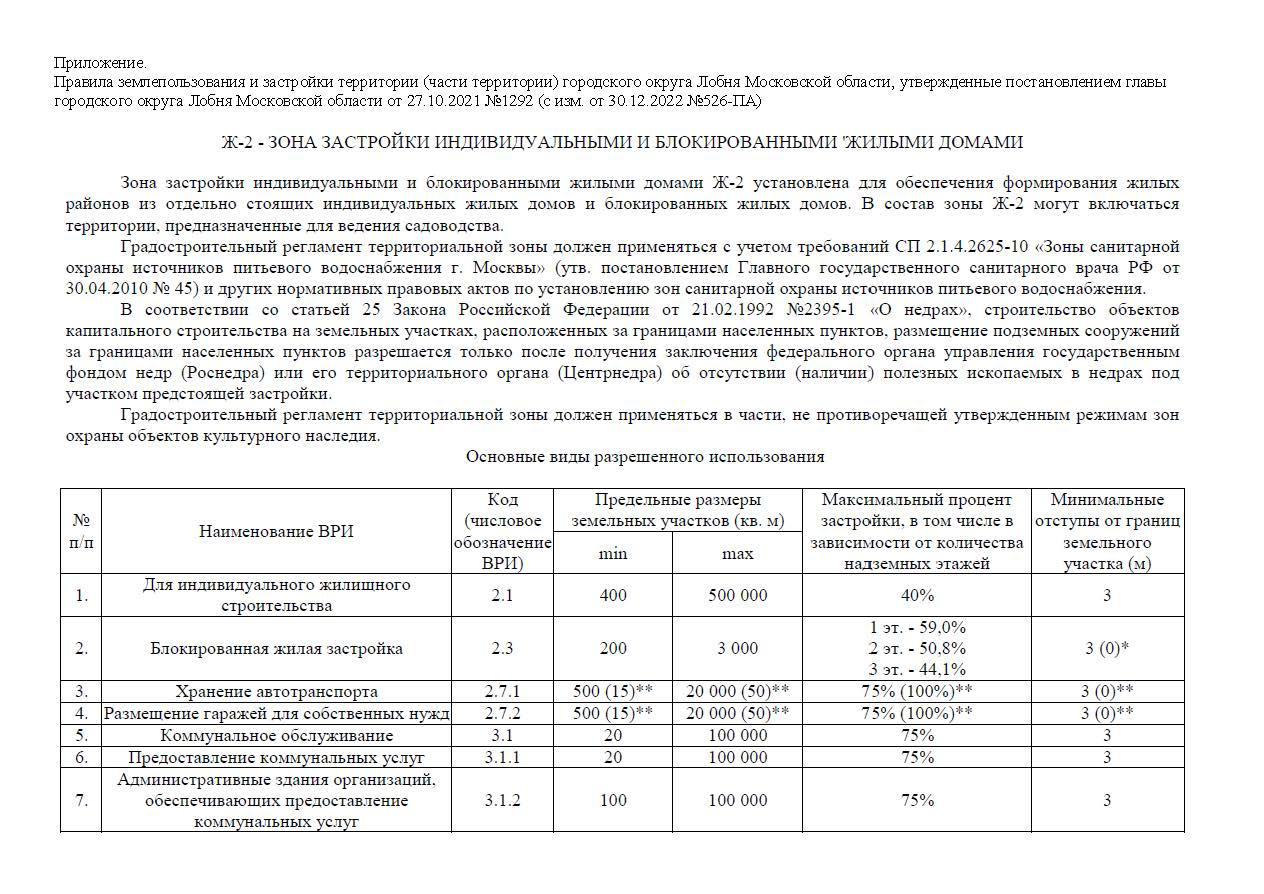 Приложение.
Правила землепользования и застройки территории (части территории) городского округа Лобня Московской области, утвержденные постановлением главы
городского округа Лобня Московской области от 27.10.2021 №1292 (с изм. от 30.12.2022 №526-ПА)
Ж-2 - ЗОНА ЗАСТРОЙКИ ИНДИВИДУАЛЬНЫМИ И БЛОКИРОВАННЫМИ 'ЖИЛЫМИ ДОМАМИ
Зона застройки индивидуальными и блокированными жилыми домами Ж-2 установлена для обеспечения формирования жилых
районов из отдельно стоящих индивидуальных жилых домов и блокированных жилых домов. В состав зоны Ж-2 могут включаться
территории, предназначенные для ведения садоводства.
Градостроительный регламент территориальной зоны должен применяться с учетом требований СП 2.1.4.2625-10 «Зоны санитарной
охраны источников питьевого водоснабжения г. Москвы» (утв. постановлением Главного государственного санитарного врача РФ от
30.04.2010 № 45) и других нормативных правовых актов по установлению зон санитарной охраны источников питьевого водоснабжения.
В соответствии со статьей 25 Закона Российской Федерации от 21.02.1992 №2395-1 «О недрах», строительство объектов
капитального строительства на земельных участках, расположенных за границами населенных пунктов, размещение подземных сооружений
за границами населенных пунктов разрешается только после получения заключения федерального органа управления государственным
фондом недр (Роснедра) или его территориального органа (Центрнедра) об отсутствии (наличии) полезных ископаемых в недрах под
участком предстоящей застройки.
Градостроительный регламент территориальной зоны должен применяться в части, не противоречащей утвержденным режимам зон
охраны объектов культурного наследия.
Основные виды разрешенного использования
№
п/п
Наименование ВРИ
Код
(числовое
обозначение
ВРИ)
Предельные размеры
земельных участков (кв. м)
min
max
Максимальный процент
застройки, в том числе в
зависимости от количества
надземных этажей
Минимальные
отступы от границ
земельного
участка (м)
1.
Для индивидуального жилищного
строительства
2.1
400
500 000
40%
3
2.
Блокированная жилая застройка
2.3
200
3 000
1 эт. - 59,0%
2 эт. - 50,8%
3 эт. - 44,1%
3 (0)*
3.
Хранение автотранспорта
2.7.1
500 (15)**
20 000 (50)**
75% (100%)**
3 (0)**
4.
Размещение гаражей для собственных нужд
2.7.2
500 (15)**
20 000 (50)**
75% (100%)**
3 (0)**
5.
Коммунальное обслуживание
3.1
20
100 000
75%
3
6.
Предоставление коммунальных услуг
3.1.1
20
100 000
75%
3
7.
Административные здания организаций,
обеспечивающих предоставление
коммунальных услуг
3.1.2
100
100 000
75%
3